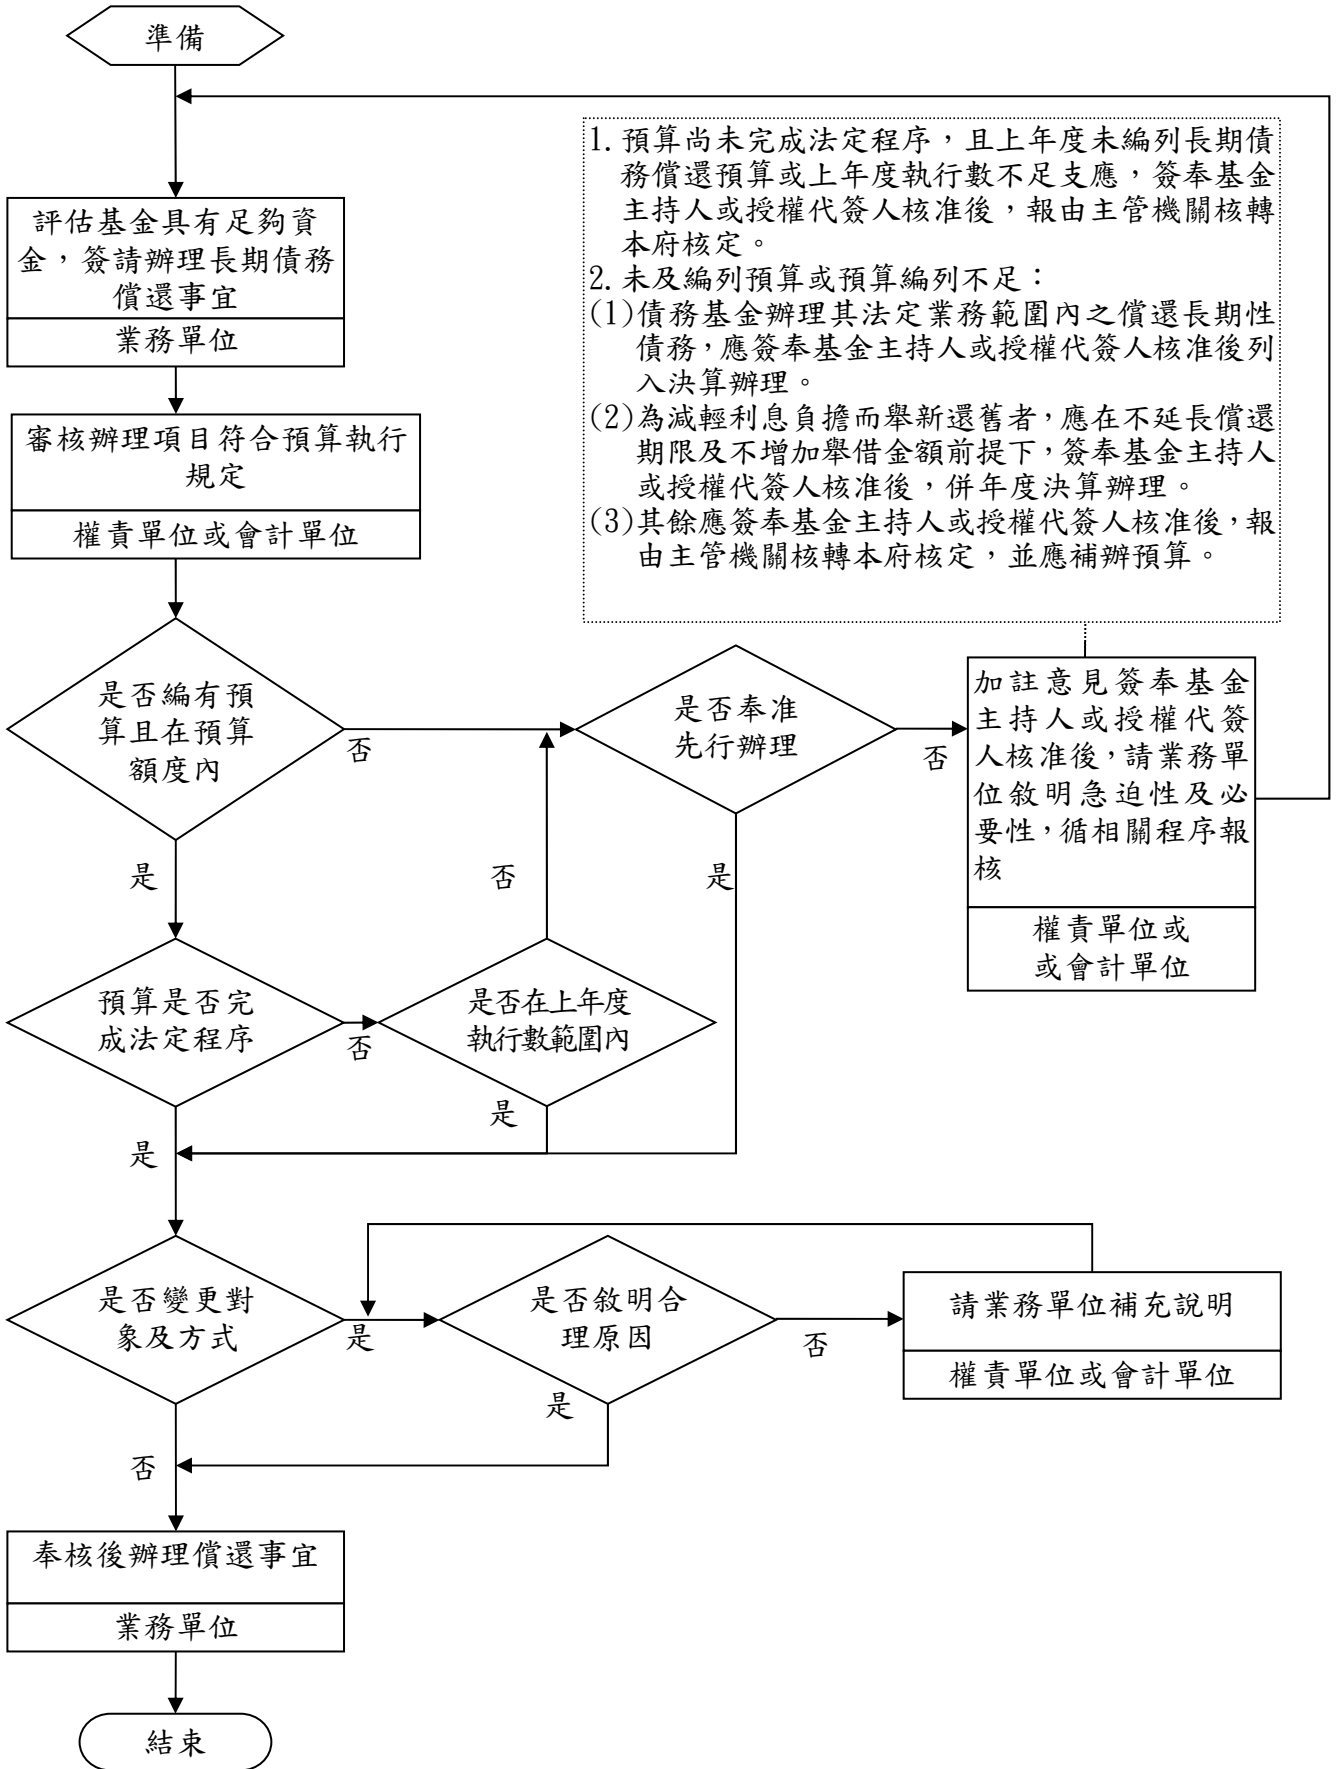 準備
1.預算尚未完成法定程序，且上年度未編列長期債
務償還預算或上年度執行數不足支應，簽奉基金
主持人或授權代簽人核准後，報由主管機關核轉
本府核定。
2.未及編列預算或預算編列不足：
(1)債務基金辦理其法定業務範圍內之償還長期性
債務，應簽奉基金主持人或授權代簽人核准後列
入決算辦理。
(2)為減輕利息負擔而舉新還舊者，應在不延長償還
期限及不增加舉借金額前提下，簽奉基金主持人
或授權代簽人核准後，併年度決算辦理。
(3)其餘應簽奉基金主持人或授權代簽人核准後，報
由主管機關核轉本府核定，並應補辦預算。
評估基金具有足夠資
金，簽請辦理長期債務
償還事宜
業務單位
審核辦理項目符合預算執行
規定
權責單位或會計單位
是否編有預
算且在預算
額度內
否
是否奉准
先行辦理
否
加註意見簽奉基金
主持人或授權代簽
人核准後，請業務單
位敘明急迫性及必
要性，循相關程序報
核
權責單位或
或會計單位
是
否
是
預算是否完
成法定程序
否
是否在上年度
執行數範圍內
是
是
是否變更對
象及方式
是
是否敘明合
理原因
否
請業務單位補充說明
權責單位或會計單位
是
否
奉核後辦理償還事宜
業務單位
結束